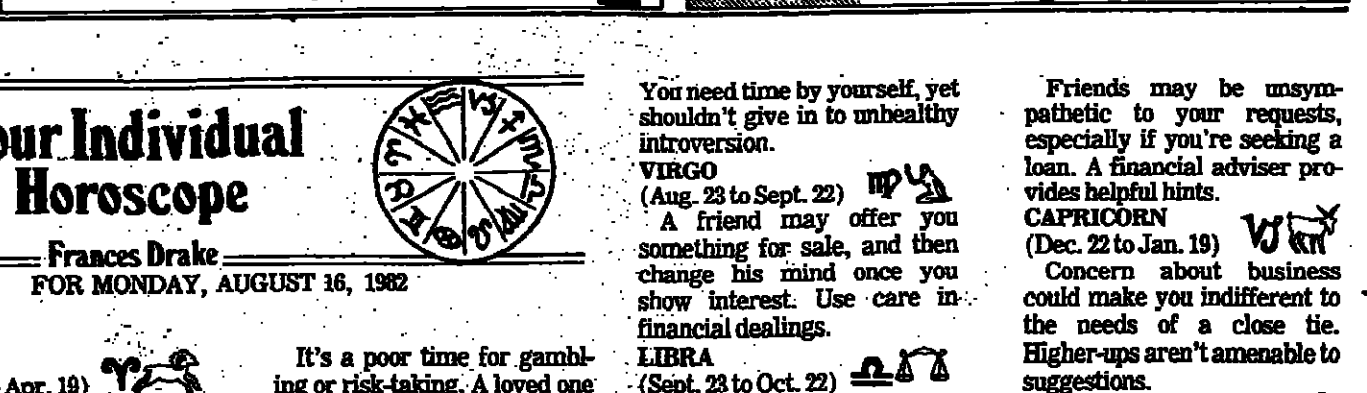 our Individual
Horoscope
Frances Drake
FOR MONDAY, AUGUST 16, 1982
Apr. 19)
It's a poor time for gambl-
ing or risk-taking. A loved one
You need time by yourself, yet
shouldn't give in to unhealthy
introversion.
VIRGO
(Aug. 23 to Sept. 22)
A friend may offer you
something for sale, and then
change his mind once you
show interest. Use care in
financial dealings.
LIBRA
(Sept. 23 to Oct. 22)
Friends may be unsym-
pathetic to your requests,
especially if you're seeking a
loan. A financial adviser pro-
vides helpful hints.
CAPRICORN
(Dec. 22 to Jan. 19)
Concern about business
could make you indifferent to
the needs of a close tie.
Higher-ups aren't amenable to
suggestions.